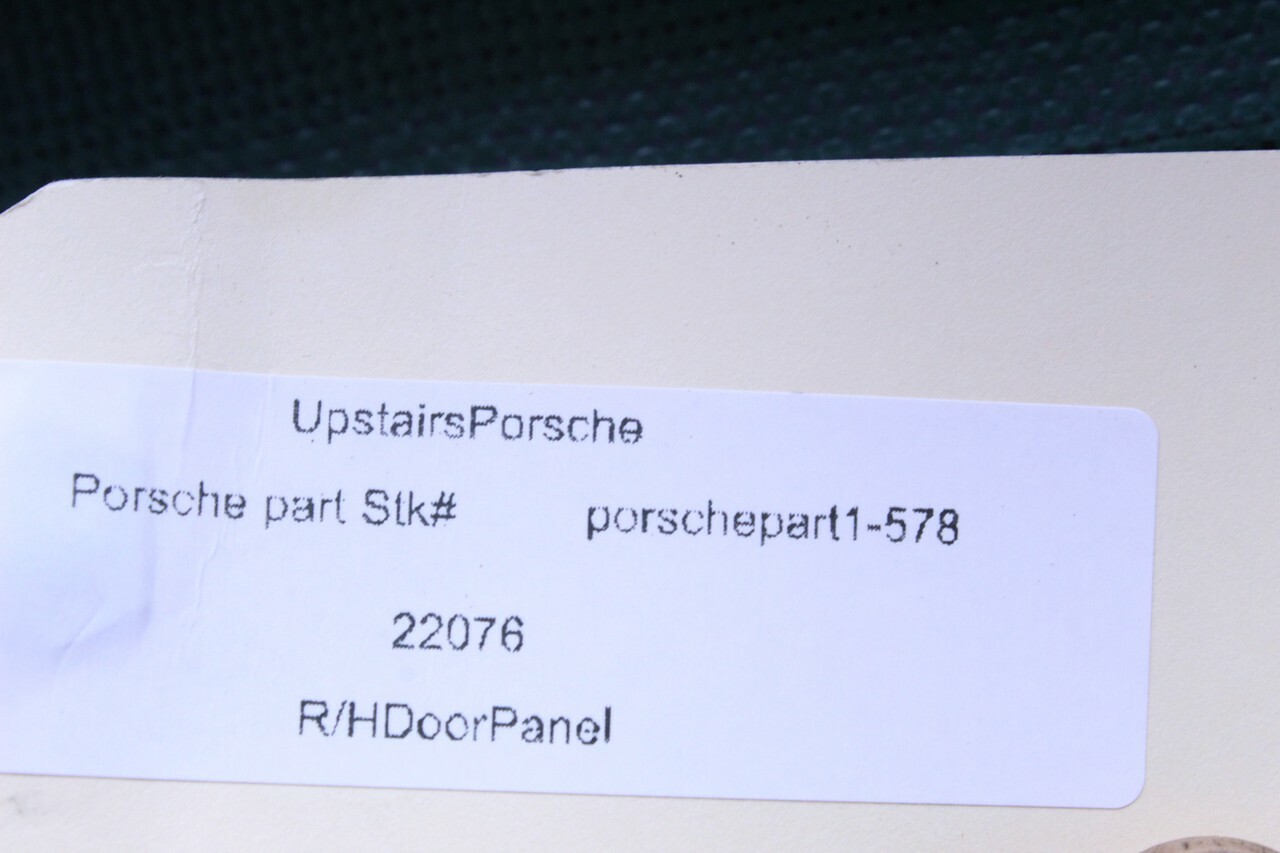 UpstairsPorsche
Porsche part Stk# porschepart1-578
22076
R/HDoorPanel